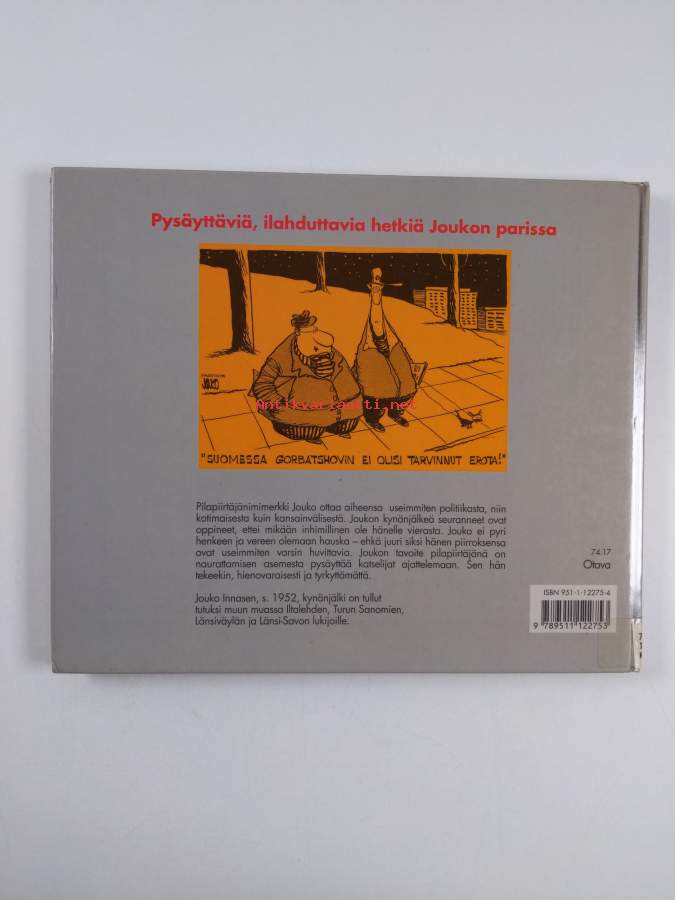 Pysäyttäviä, ilahduttavia hetkiä Joukon parissa
JOUKO
Antikvariaatti.net
"SUOMESSA GORBATSHOVIN EI OLISI TARVINNUT EROTA!"
Pilapiirtäjänimimerkki Jouko ottaa aiheensa useimmiten politiikasta, niin
kotimaisesta kuin kansainvälisestä. Joukon kynänjälkeä seuranneet ovat
oppineet, ettei mikään inhimillinen ole hänelle vierasta. Jouko ei pyri
henkeen ja vereen olemaan hauska – ehkä juuri siksi hänen piirroksensa
ovat useimmiten varsin huvittavia. Joukon tavoite pilapiirtäjänä on
naurattamisen asemesta pysäyttää katselijat ajattelemaan. Sen hän
tekeekin, hienovaraisesti ja tyrkyttämättä.
Jouko Innasen, s. 1952, kynänjälki on tullut
tutuksi muun muassa Iltalehden, Turun Sanomien,
Länsiväylän ja Länsi-Savon lukijoille.
74.17
Otava
ISBN 951-1-12275-4
9 789511 122753